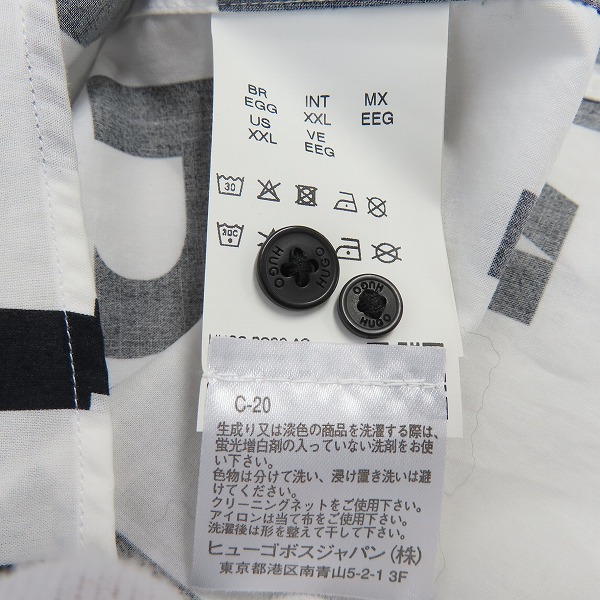 BR
EGG
US
XXL
INT
XXL
VE
EEG
MX
EEG
30
30C
HUGO
HUGO
HUGO
HUGO
C-20
生成り又は淡色の商品を洗濯する際は、
蛍光増白剤の入っていない洗剤をお使
い下さい。
色物は分けて洗い、浸け置き洗いは避
けてください。
クリーニングネットをご使用下さい。
アイロンは当て布をご使用下さい。
洗濯後は形を整えて干して下さい。
ヒューゴボスジャパン(株)
東京都港区南青山5-2-1 3F